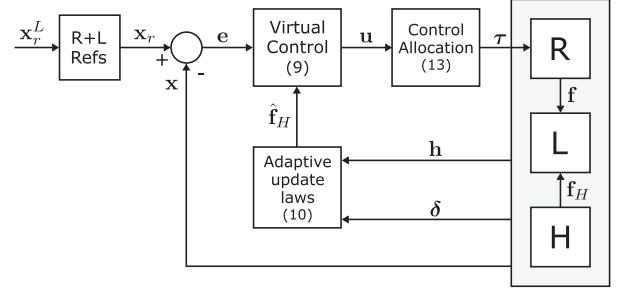 x_r^L
R+L
Refs
x_r
+
-
x
e
Virtual
Control
(9)
u
Control
Allocation
(13)
τ
R
f
L
f_H
H
f̂_H
Adaptive
update
laws
(10)
h
δ